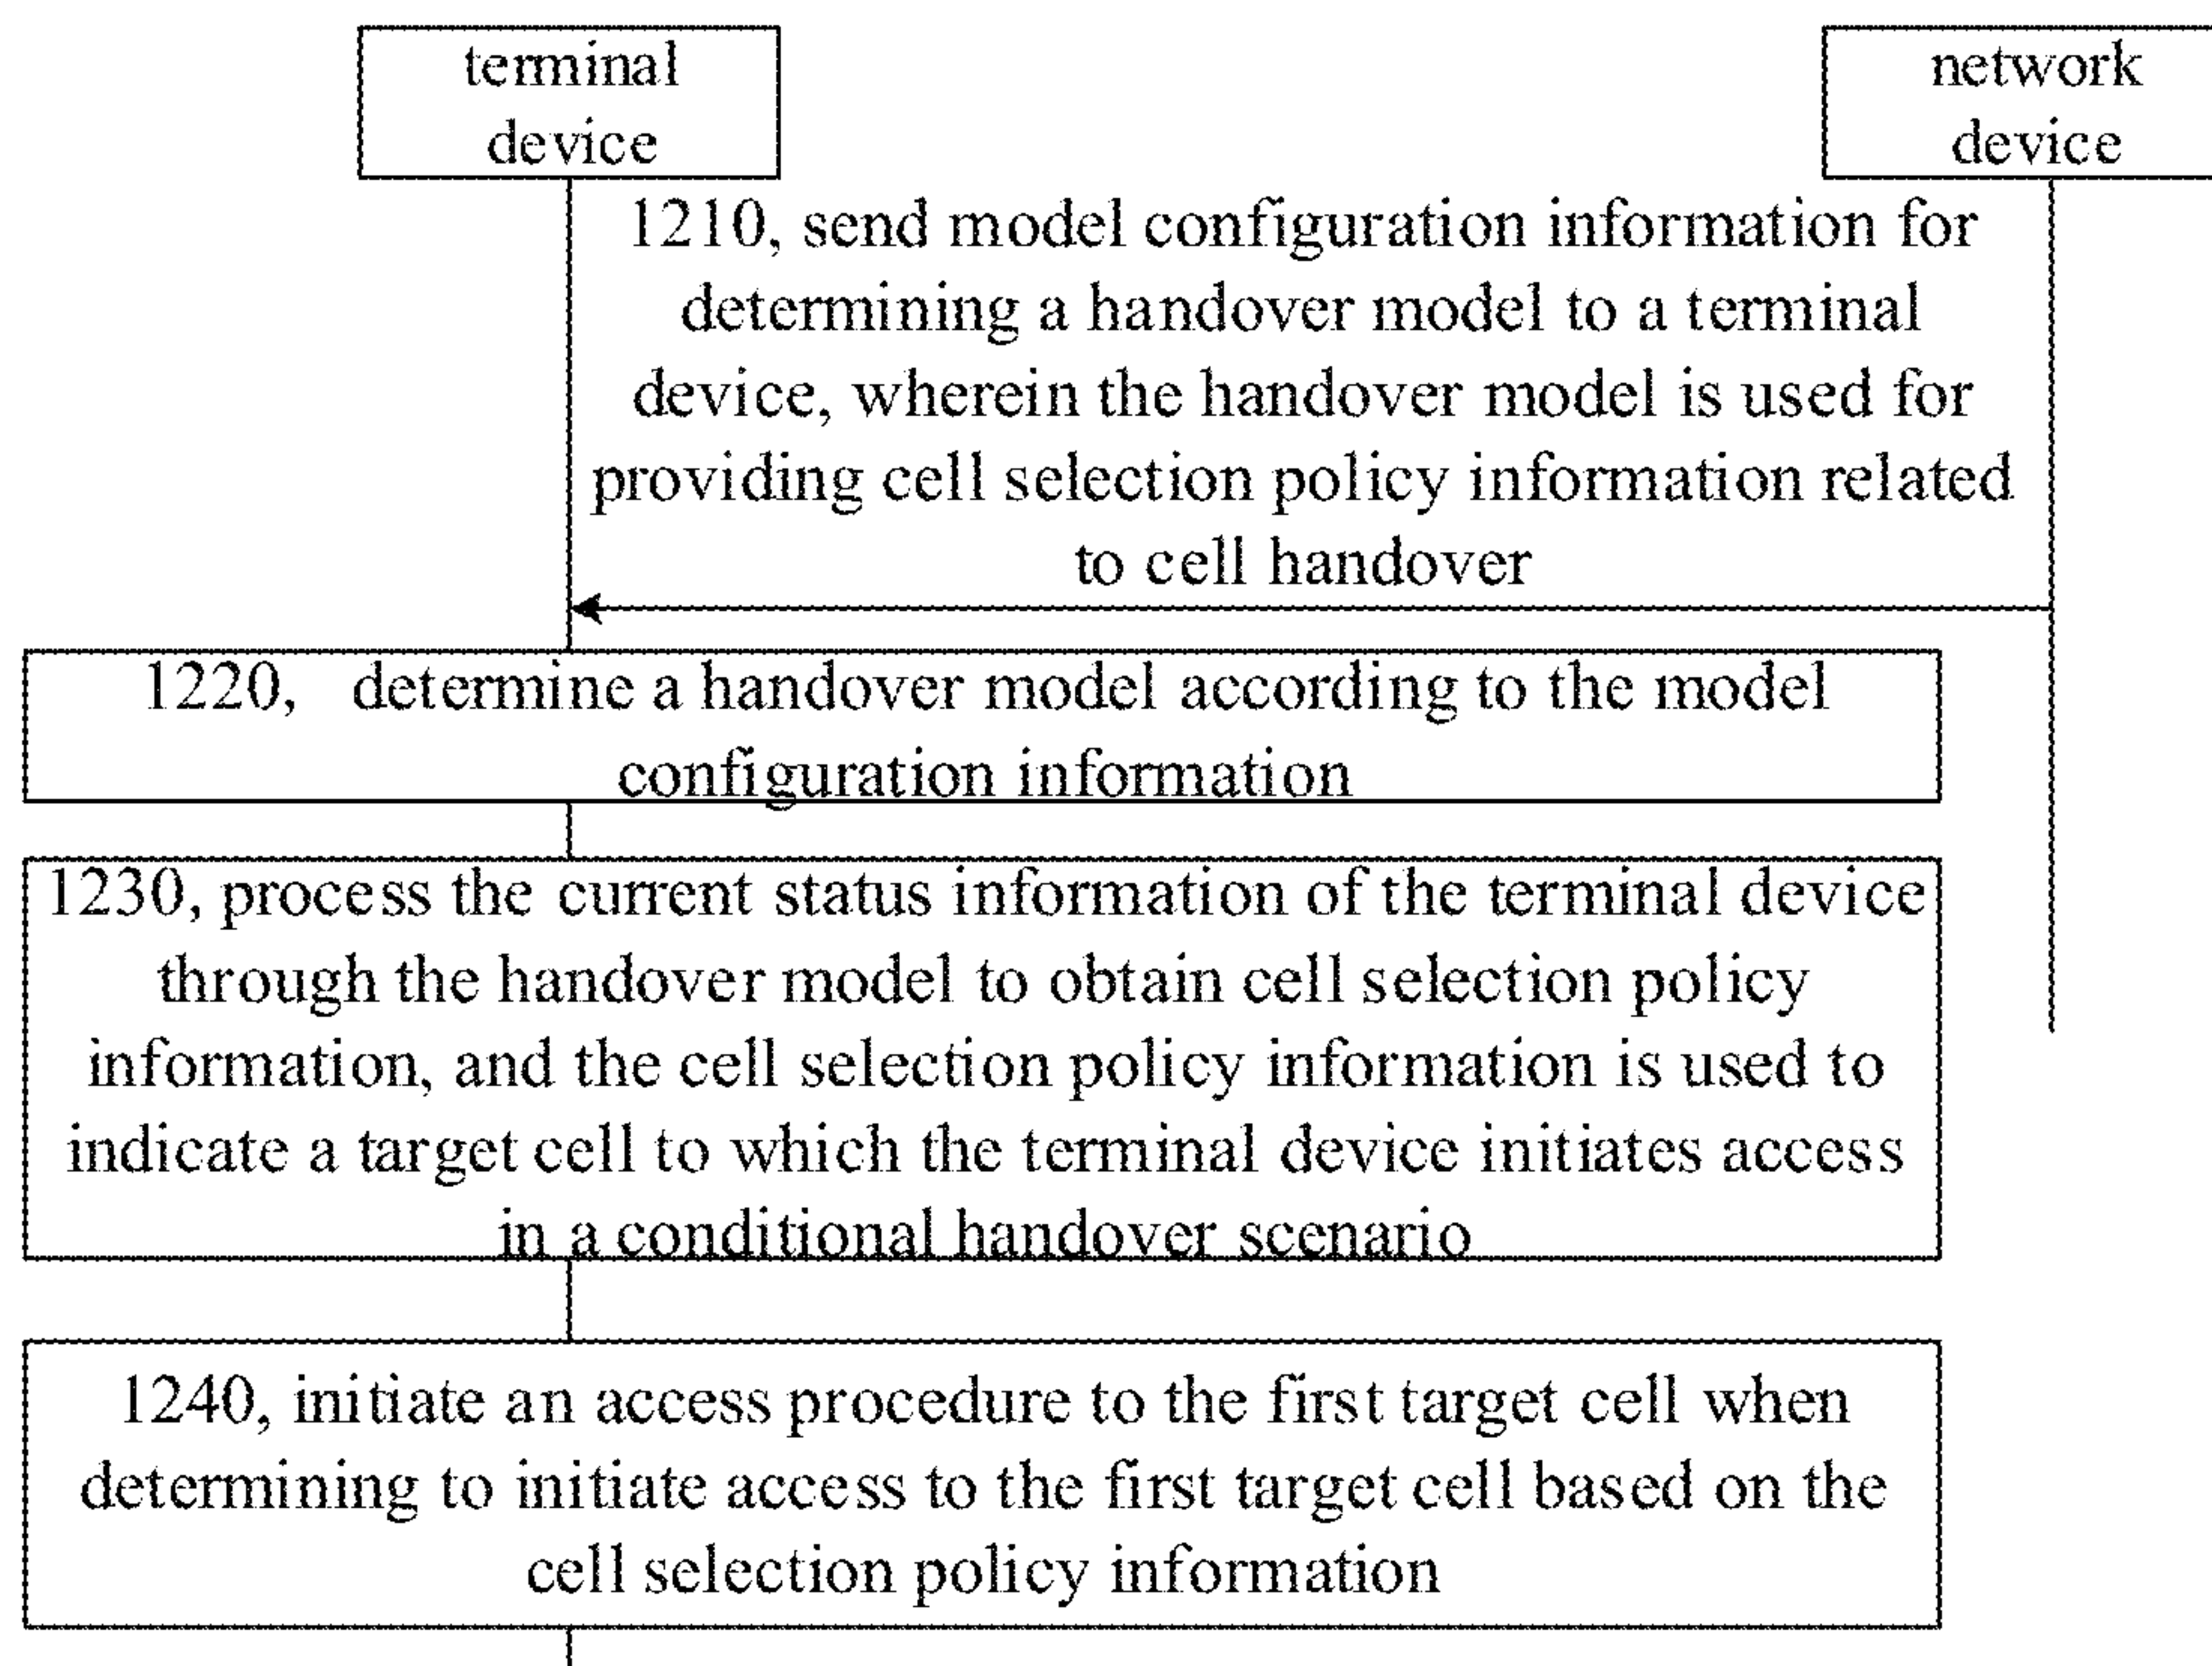 terminal
device
network
device
1210, send model configuration information for
determining a handover model to a terminal
device, wherein the handover model is used for
providing cell selection policy information related
to cell handover
1220, determine a handover model according to the model
configuration information
1230, process the current status information of the terminal device
through the handover model to obtain cell selection policy
information, and the cell selection policy information is used to
indicate a target cell to which the terminal device initiates access
in a conditional handover scenario
1240, initiate an access procedure to the first target cell when
determining to initiate access to the first target cell based on the
cell selection policy information